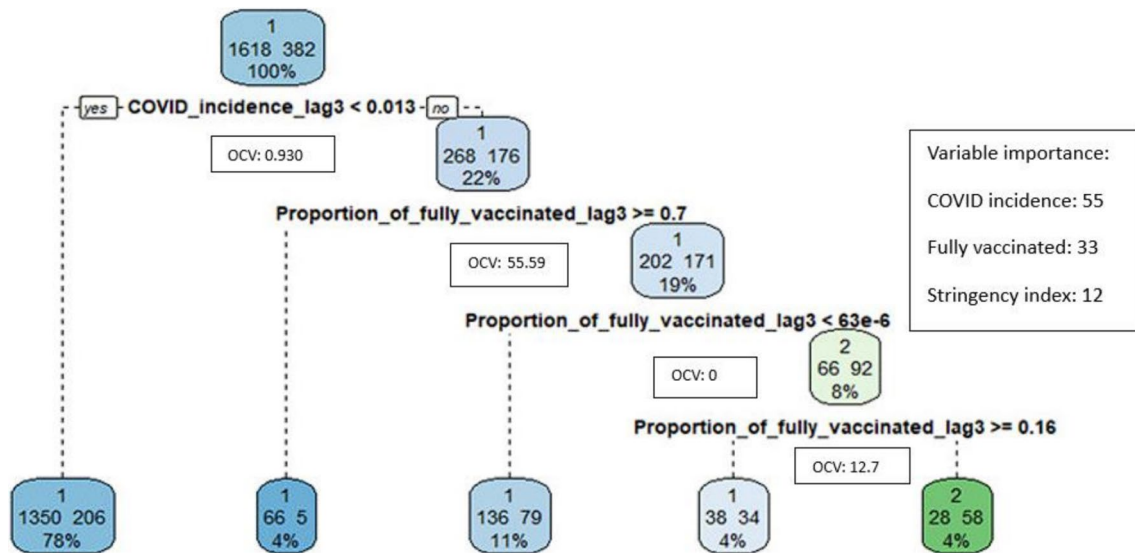 1
1618 382
100%
yes COVID_incidence_lag3 < 0.013 no
OCV: 0.930
1
268 176
22%
Proportion_of_fully_vaccinated_lag3 >= 0.7
OCV: 55.59
1
202 171
19%
Proportion_of_fully_vaccinated_lag3 < 63e-6
OCV: 0
2
66 92
8%
Proportion_of_fully_vaccinated_lag3 >= 0.16
OCV: 12.7
1
1350 206
78%
1
66 5
4%
1
136 79
11%
1
38 34
4%
2
28 58
4%
Variable importance:
COVID incidence: 55
Fully vaccinated: 33
Stringency index: 12